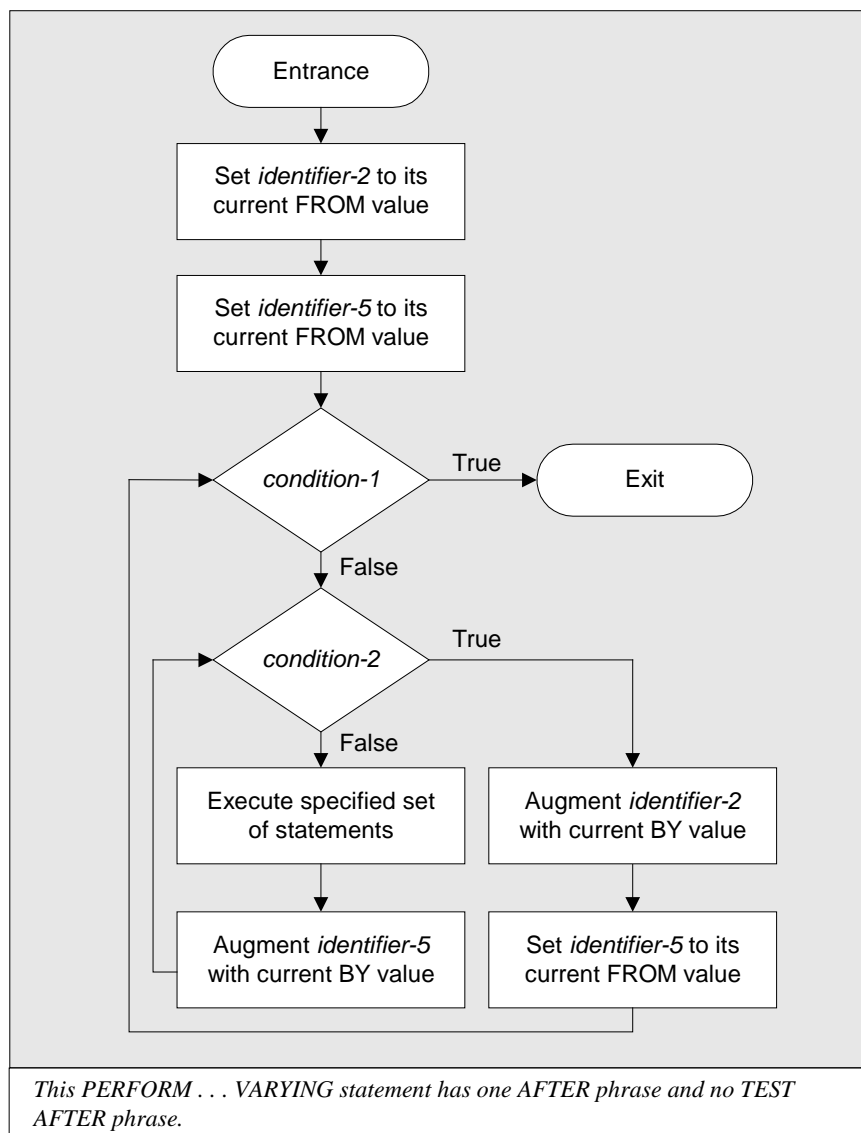 Entrance
Set identifier-2 to its
current FROM value
Set identifier-5 to its
current FROM value
condition-1
True
Exit
False
condition-2
True
False
Execute specified set
of statements
Augment identifier-2
with current BY value
Augment identifier-5
with current BY value
Set identifier-5 to its
current FROM value
This PERFORM . . . VARYING statement has one AFTER phrase and no TEST
AFTER phrase.